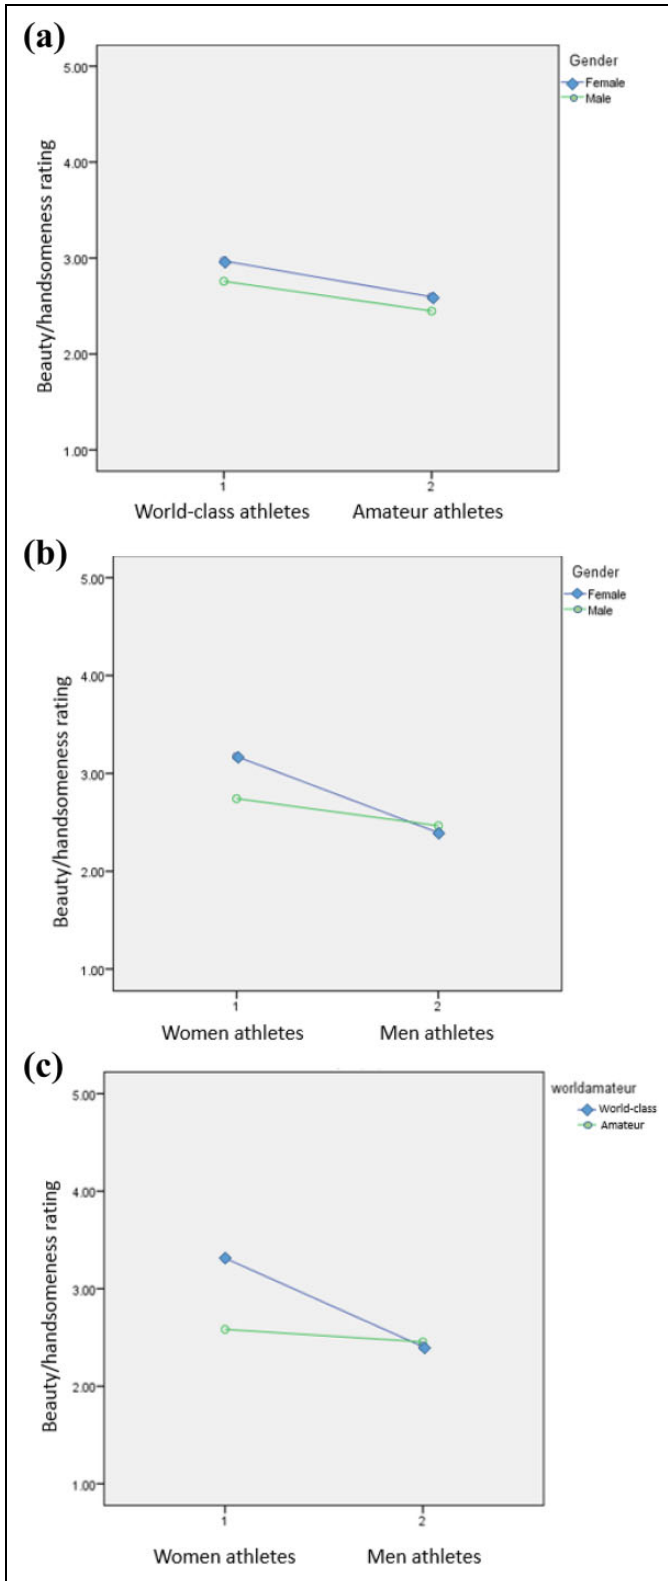 (a)
Beauty/handsomeness rating
5.00
4.00
3.00
2.00
1.00
1 2
World-class athletes Amateur athletes
Gender
Female
Male
(b)
Beauty/handsomeness rating
5.00
4.00
3.00
2.00
1.00
1 2
Women athletes Men athletes
Gender
Female
Male
(c)
Beauty/handsomeness rating
5.00
4.00
3.00
2.00
1.00
1 2
Women athletes Men athletes
worldamateur
World-class
Amateur